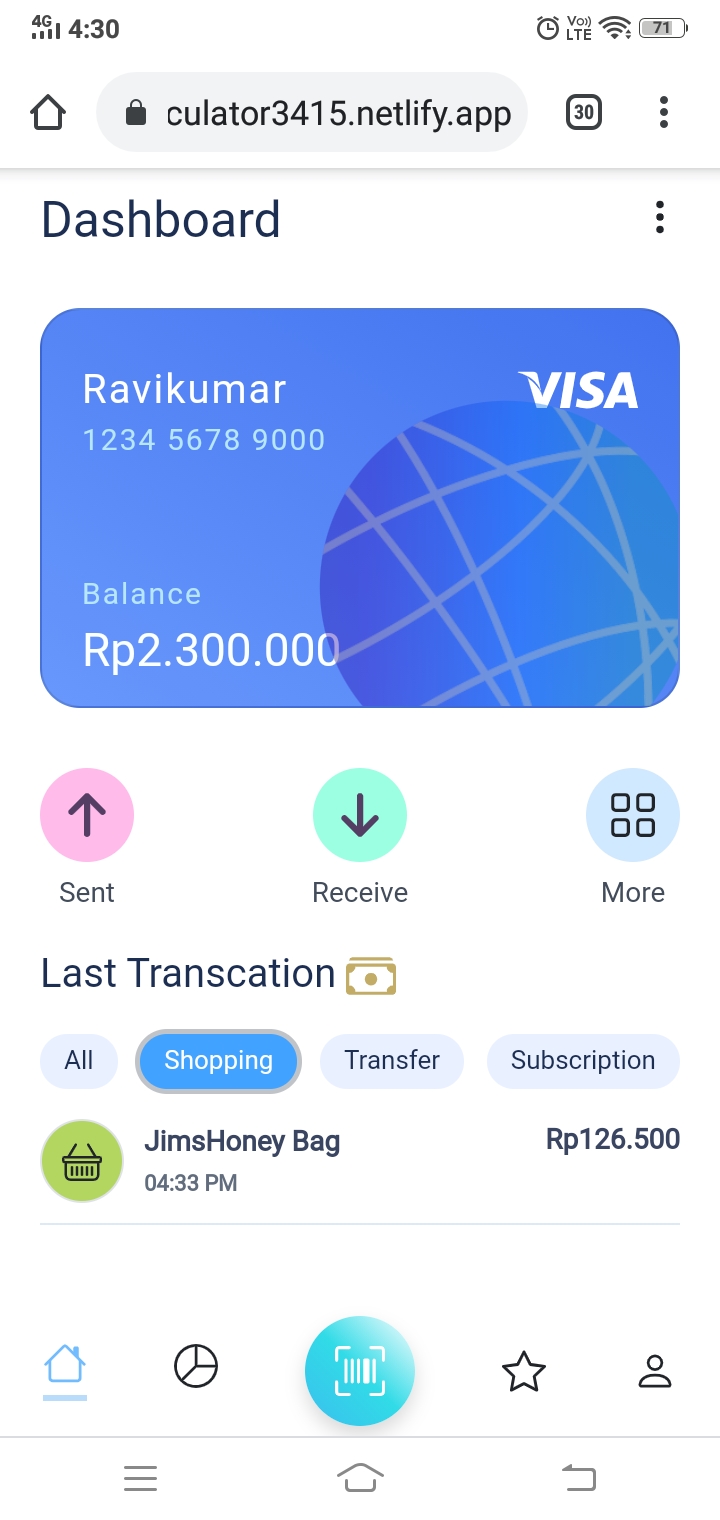 4G 4:30 Vo)) LTE 71
culator3415.netlify.app 30
Dashboard
Ravikumar VISA
1234 5678 9000
Balance
Rp2.300.000
Sent Receive More
Last Transcation
All Shopping Transfer Subscription
JimsHoney Bag Rp126.500
04:33 PM